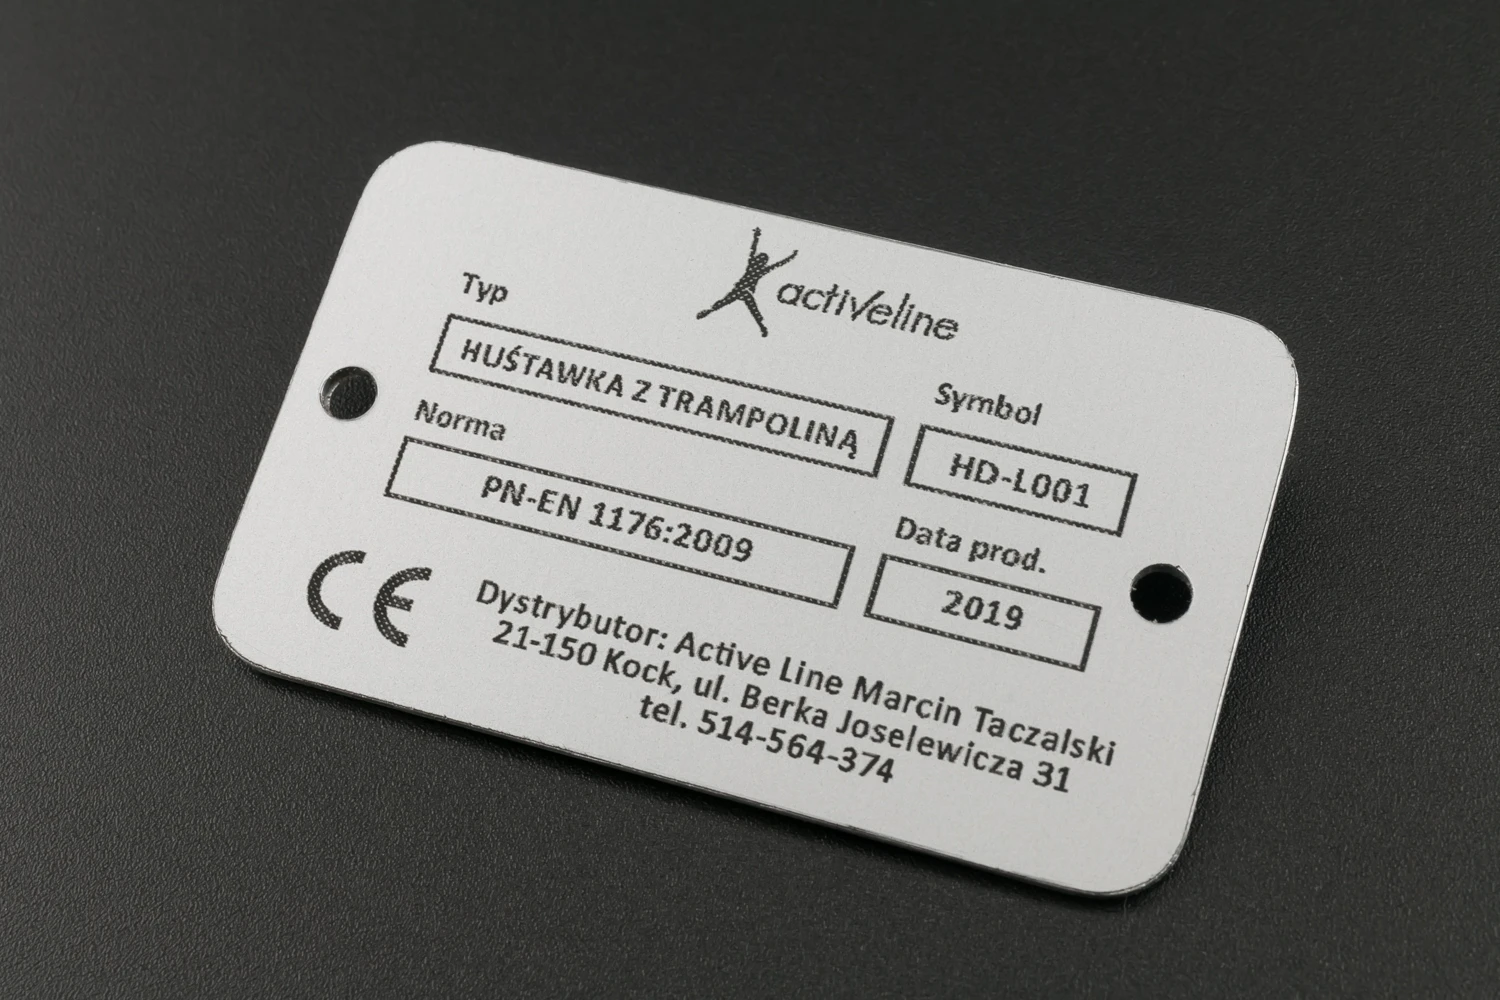 activeline
Typ
HUŚTAWKA Z TRAMPOLINĄ
Symbol
HD-L001
Norma
PN-EN 1176:2009
Data prod.
2019
CE
Dystrybutor: Active Line Marcin Taczalski
21-150 Kock, ul. Berka Joselewicza 31
tel. 514-564-374